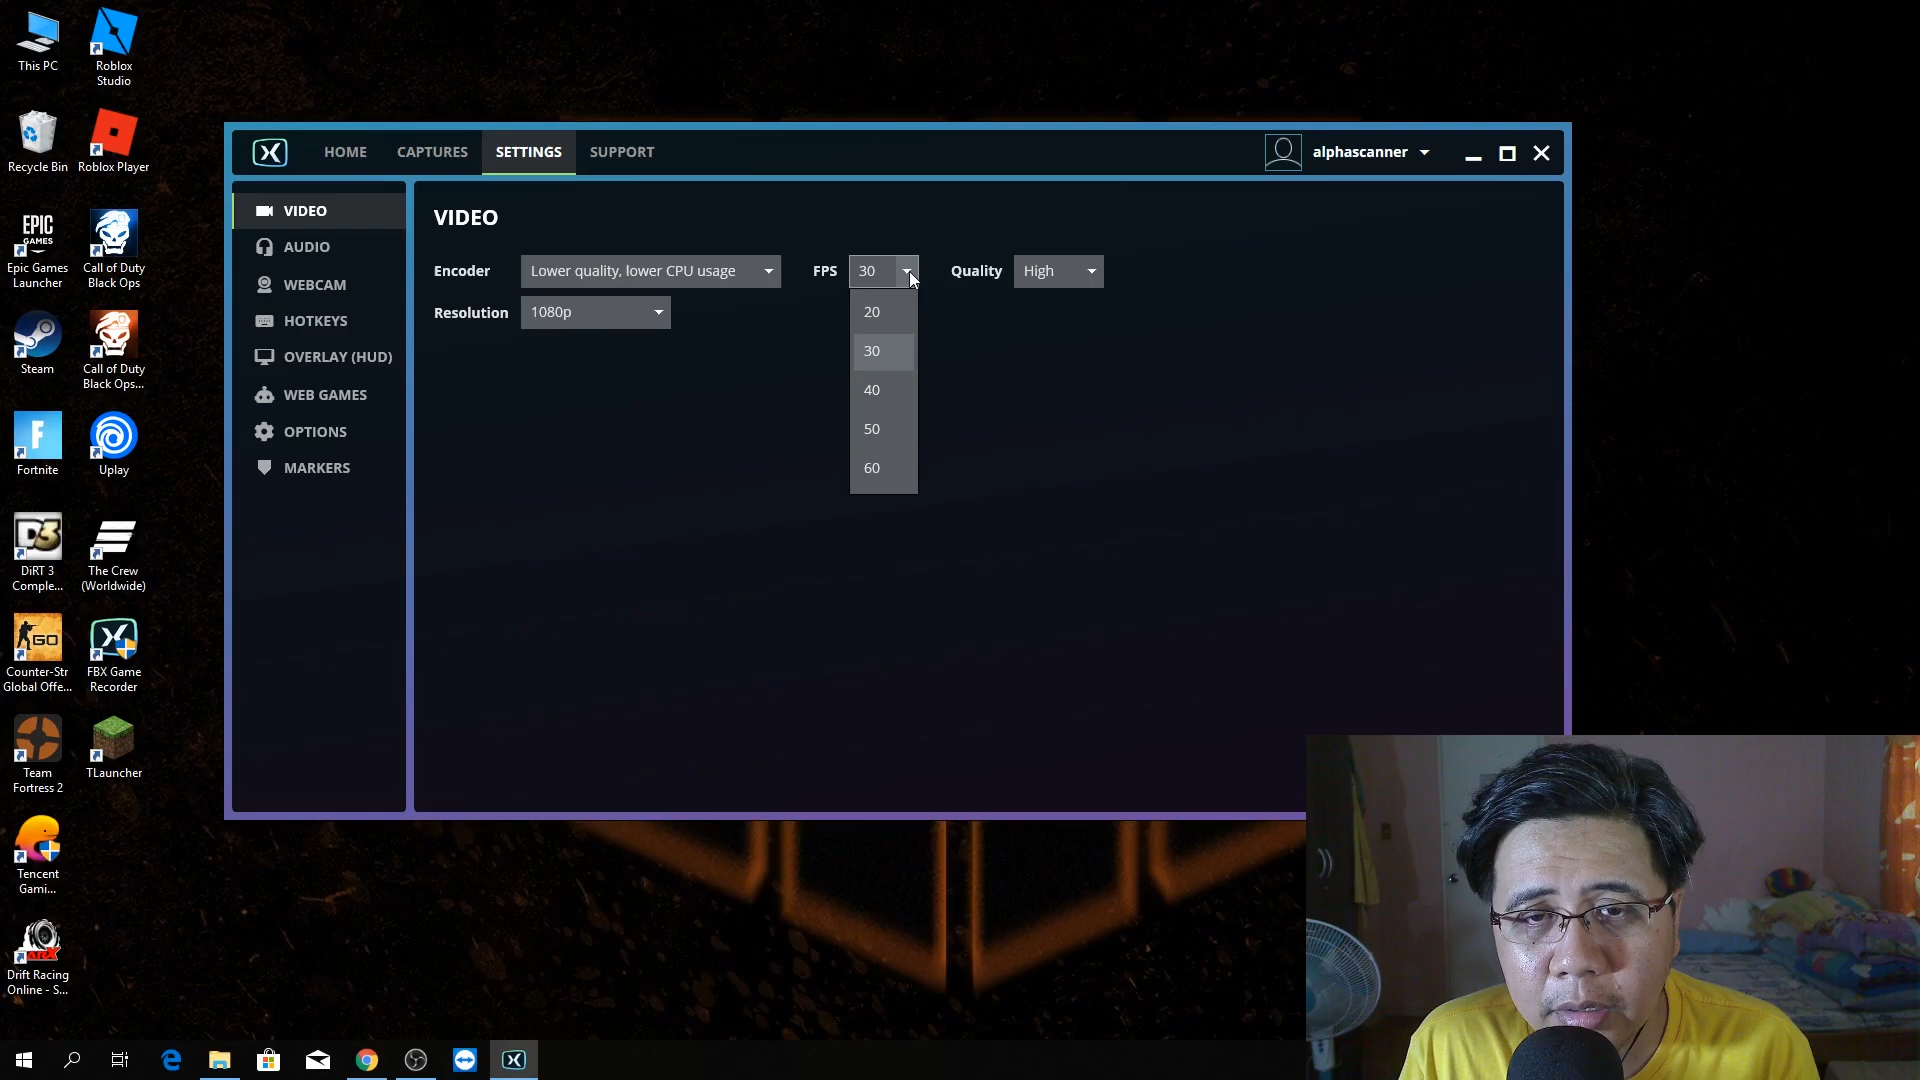 This PC
Roblox
Studio
Recycle Bin
Roblox Player
EPIC
GAMES
Epic Games
Launcher
Call of Duty
Black Ops
Steam
Call of Duty
Black Ops...
F
Fortnite
Uplay
D3
DiRT 3
Comple...
The Crew
(Worldwide)
GO
Counter-Str
Global Offe...
FBX Game
Recorder
Team
Fortress 2
TLauncher
Tencent
Gami...
Drift Racing
Online - S...
X
HOME
CAPTURES
SETTINGS
SUPPORT
alphascanner
VIDEO
AUDIO
WEBCAM
HOTKEYS
OVERLAY (HUD)
WEB GAMES
OPTIONS
MARKERS
VIDEO
Encoder
Lower quality, lower CPU usage
FPS
30
Quality
High
Resolution
1080p
20
30
40
50
60